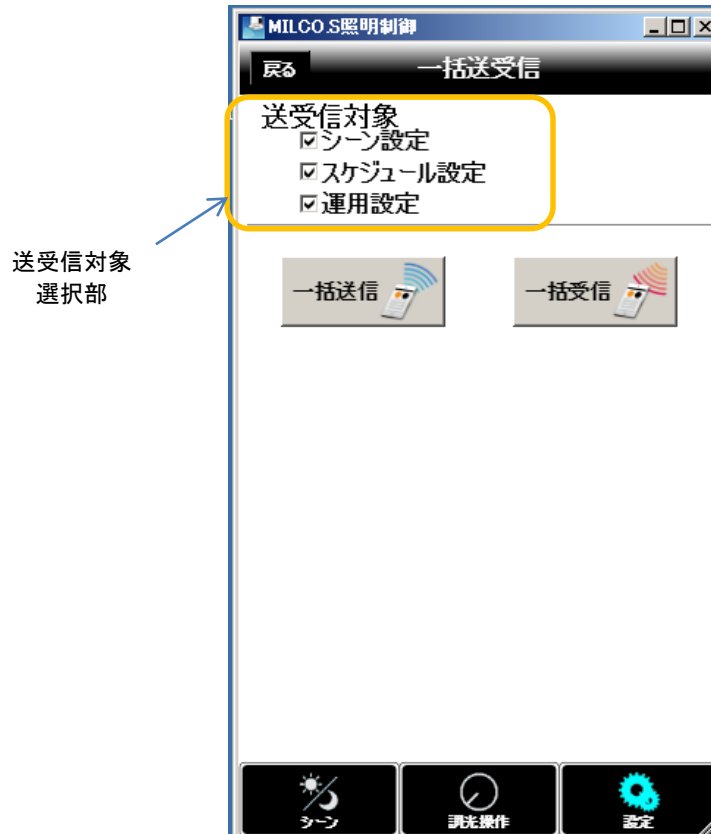 MILCO.S照明制御
戻る 一括送受信
送受信対象
シーン設定
スケジュール設定
運用設定
送受信対象
選択部
一括送信 一括受信
シーン 調光操作 設定